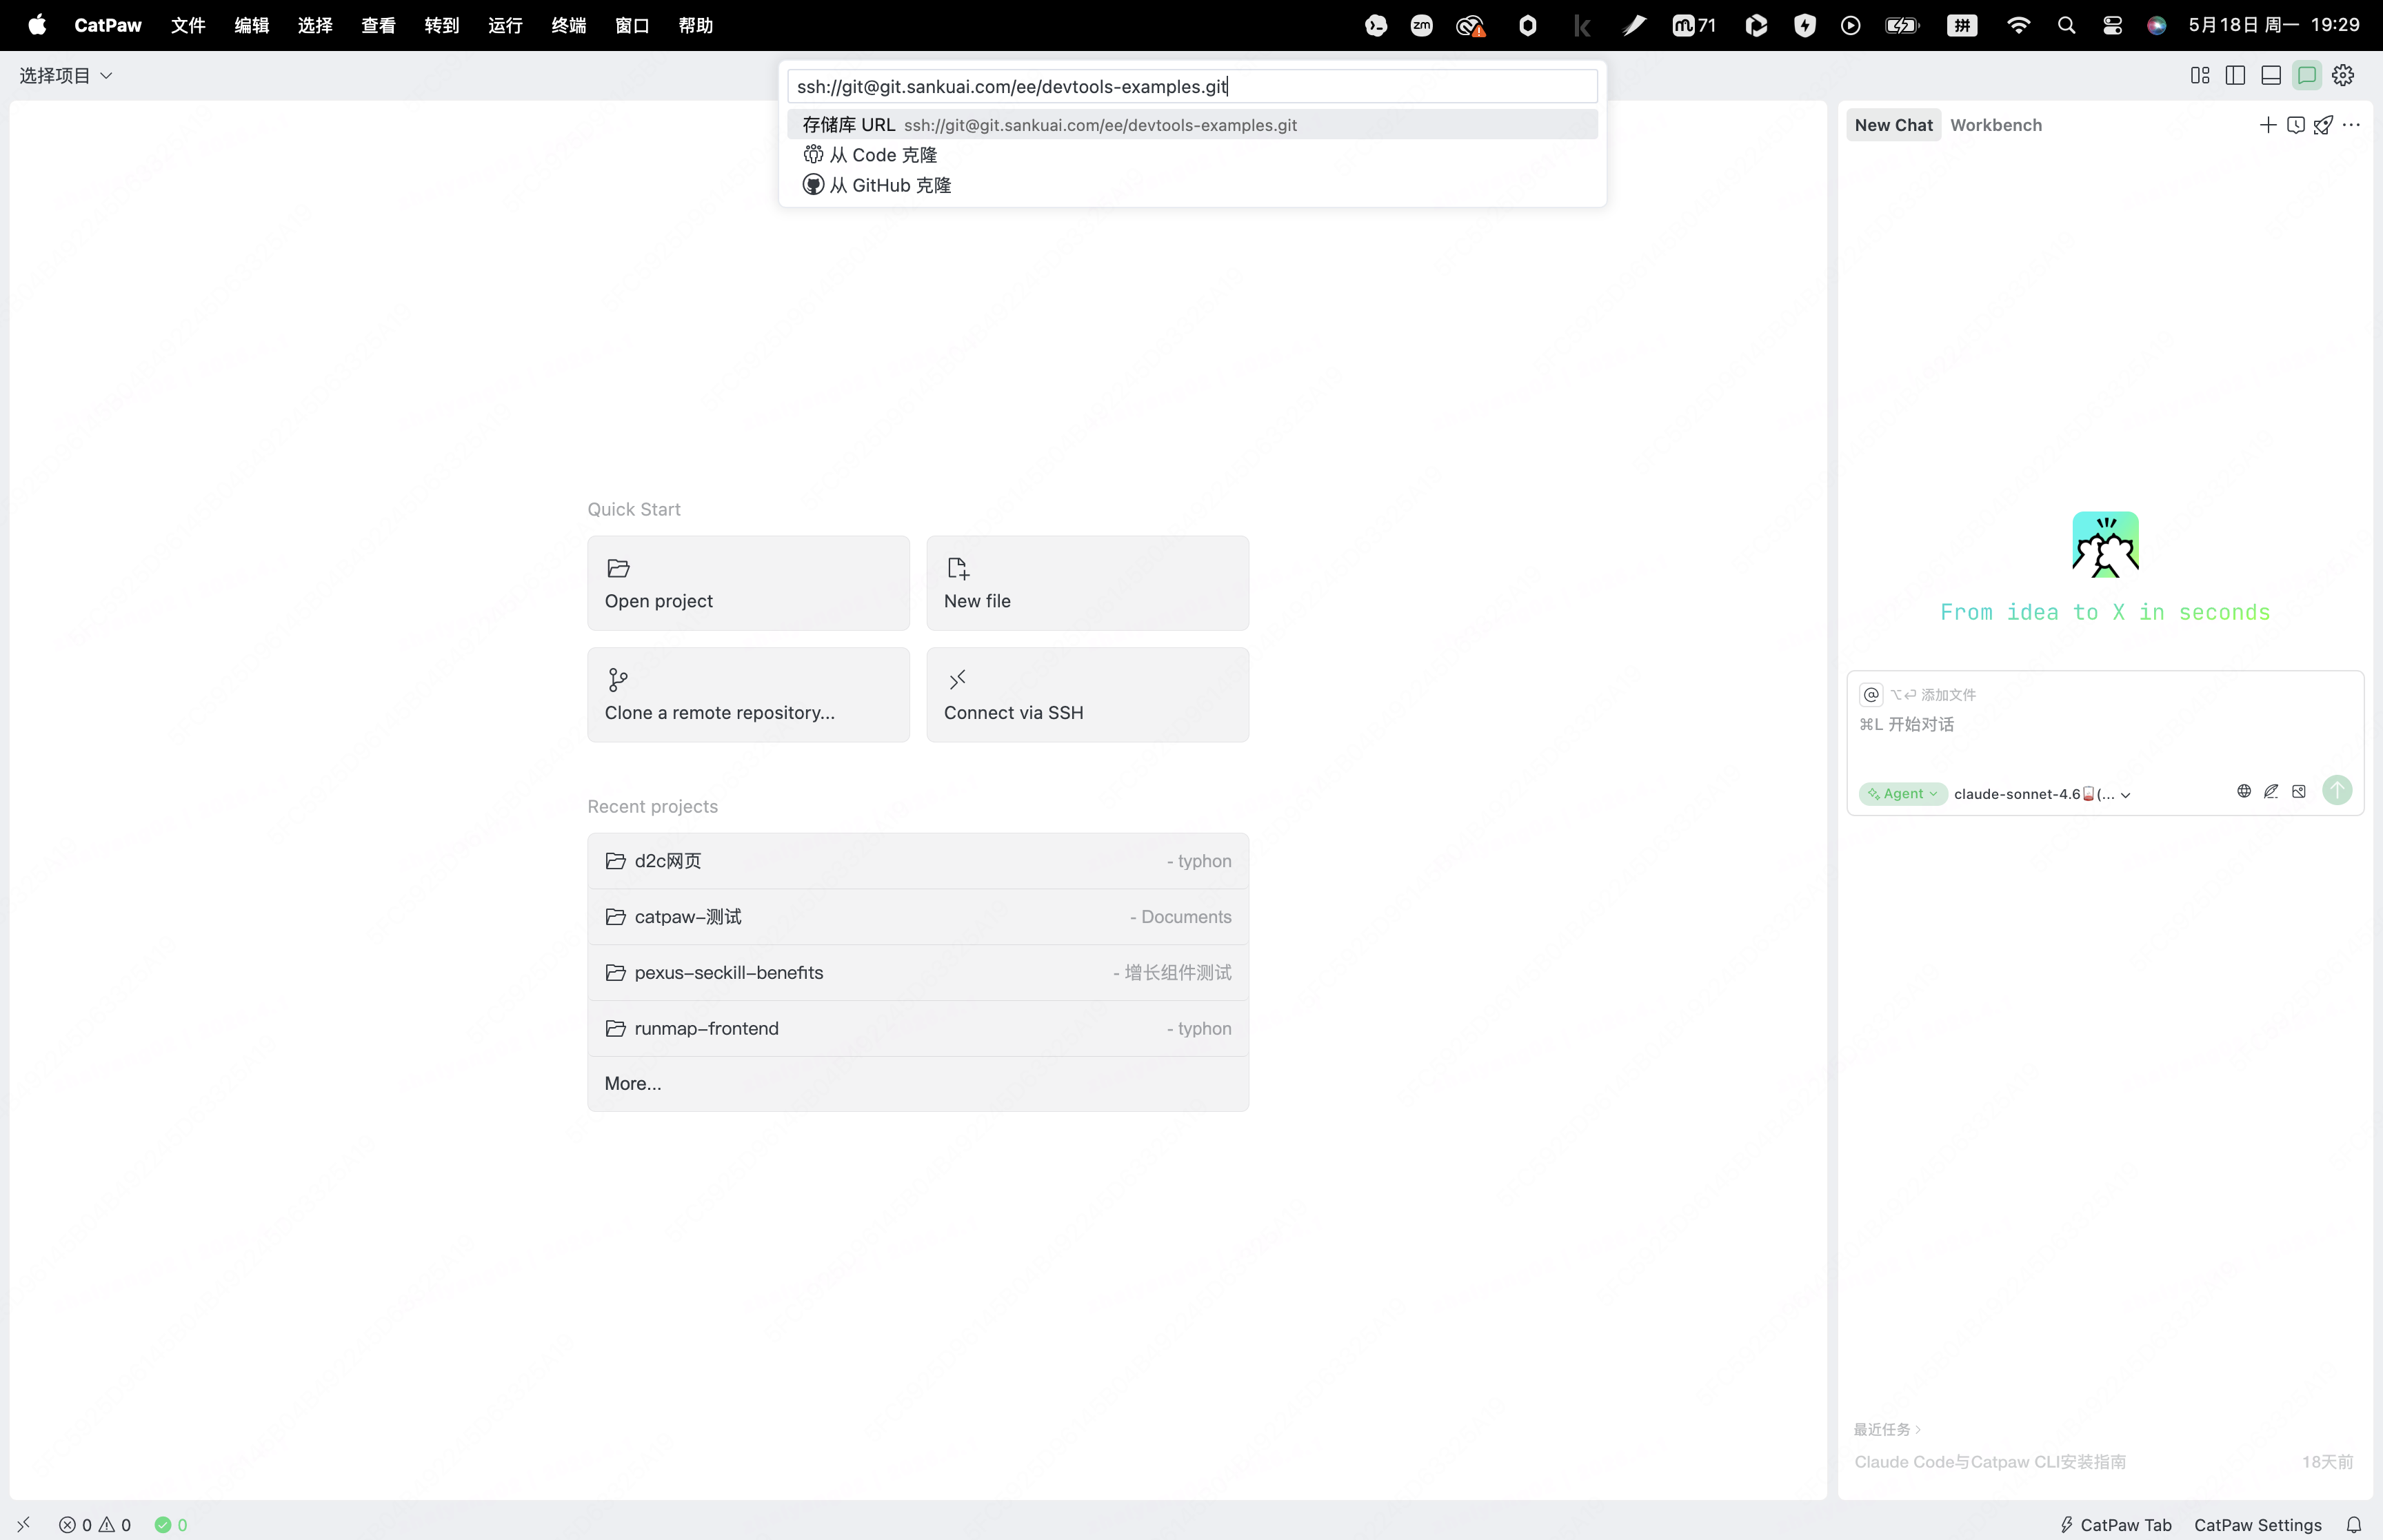 CatPaw 文件 编辑 选择 查看 转到 运行 终端 窗口 帮助 zm 71 拼 5月18日 周一 19:29
选择项目
ssh://git@git.sankuai.com/ee/devtools-examples.git
存储库 URL ssh://git@git.sankuai.com/ee/devtools-examples.git
从 Code 克隆
从 GitHub 克隆
New Chat Workbench
Quick Start
Open project
New file
Clone a remote repository...
Connect via SSH
Recent projects
d2c网页 - typhon
catpaw-测试 - Documents
pexus-seckill-benefits - 增长组件测试
runmap-frontend - typhon
More...
From idea to X in seconds
@ ⌥⏎ 添加文件
⌘L 开始对话
Agent claude-sonnet-4.6 (...
最近任务 >
Claude Code与Catpaw CLI安装指南 18天前
0 0 0 CatPaw Tab CatPaw Settings